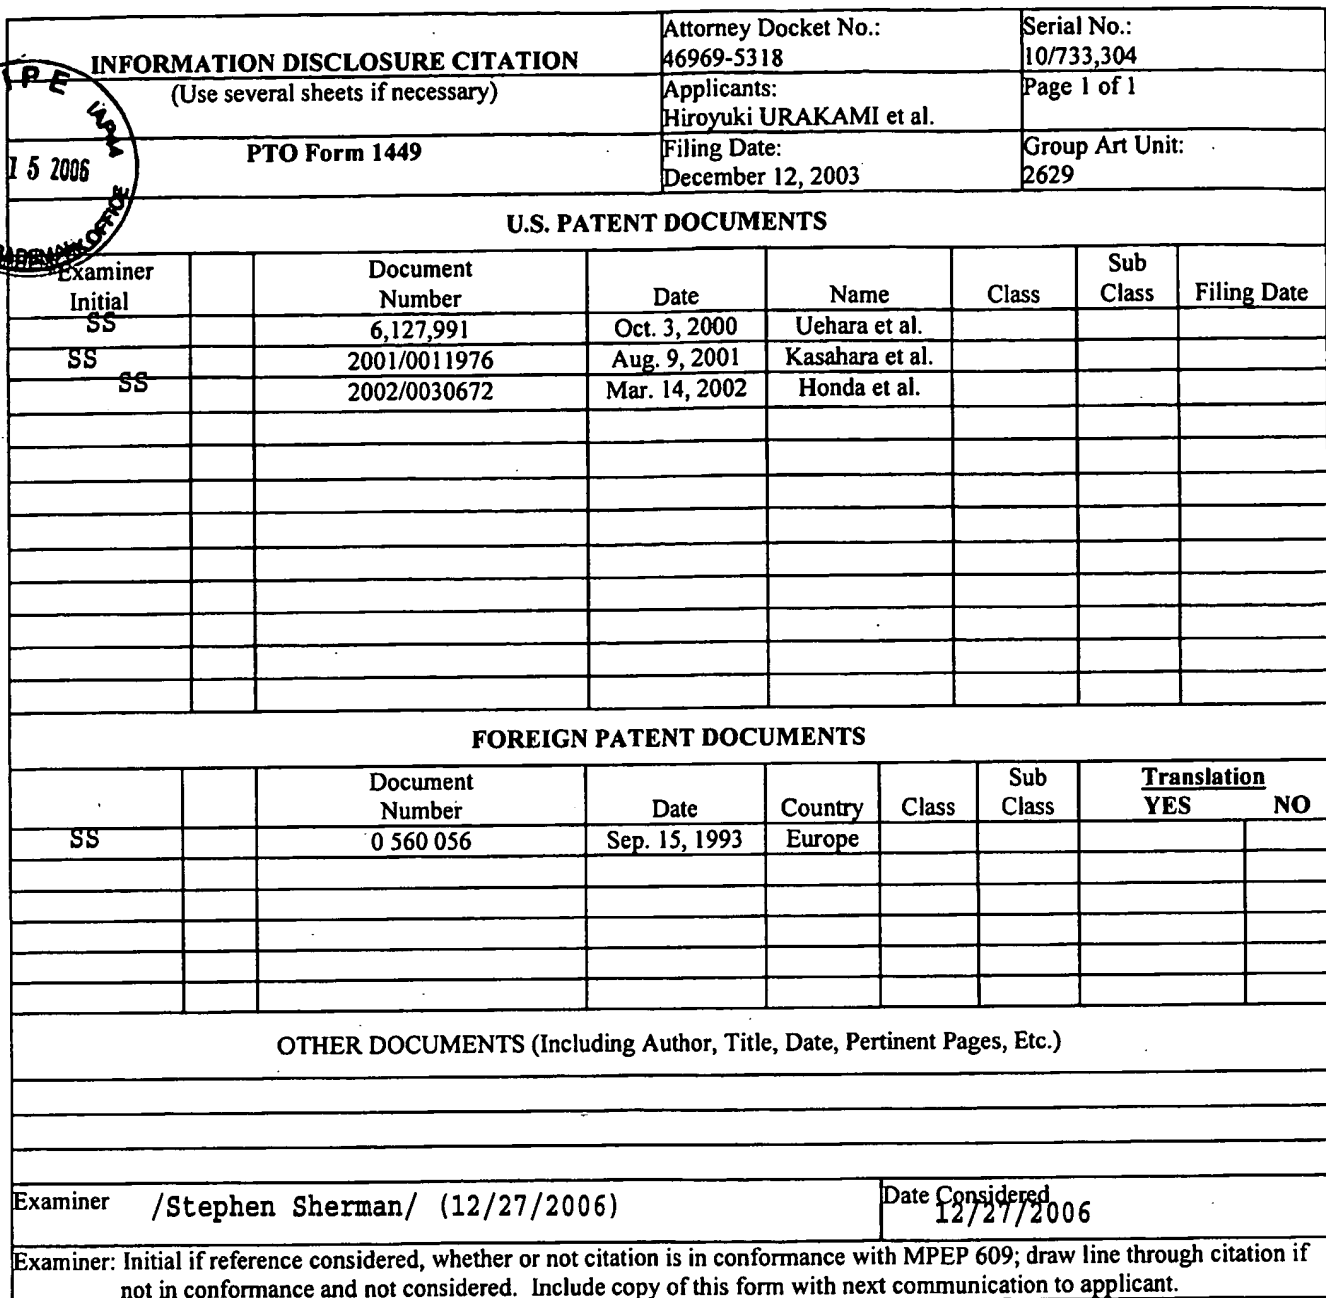 INFORMATION DISCLOSURE CITATION
(Use several sheets if necessary)
PTO Form 1449
Attorney Docket No.:
46969-5318
Serial No.:
10/733,304
Applicants:
Hiroyuki URAKAMI et al.
Page 1 of 1
Filing Date:
December 12, 2003
Group Art Unit:
2629
I P E
1 5 2006
OFFICE
U.S. PATENT DOCUMENTS
Examiner Initial Document Number Date Name Class Sub Class Filing Date
SS 6,127,991 Oct. 3, 2000 Uehara et al.
SS 2001/0011976 Aug. 9, 2001 Kasahara et al.
SS 2002/0030672 Mar. 14, 2002 Honda et al.
FOREIGN PATENT DOCUMENTS
Document Number Date Country Class Sub Class Translation YES NO
SS 0 560 056 Sep. 15, 1993 Europe
OTHER DOCUMENTS (Including Author, Title, Date, Pertinent Pages, Etc.)
Examiner /Stephen Sherman/ (12/27/2006) Date Considered 12/27/2006
Examiner: Initial if reference considered, whether or not citation is in conformance with MPEP 609; draw line through citation if
not in conformance and not considered. Include copy of this form with next communication to applicant.